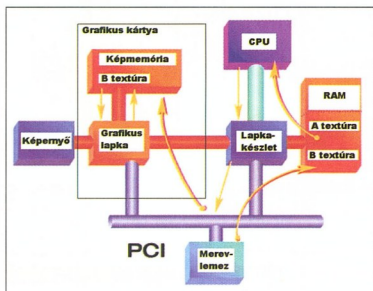 Grafikus kártya
Képmemória
B textúra
CPU
RAM
A textúra
B textúra
Képernyő
Grafikus
lapka
Lapka-
készlet
PCI
Merev-
lemez